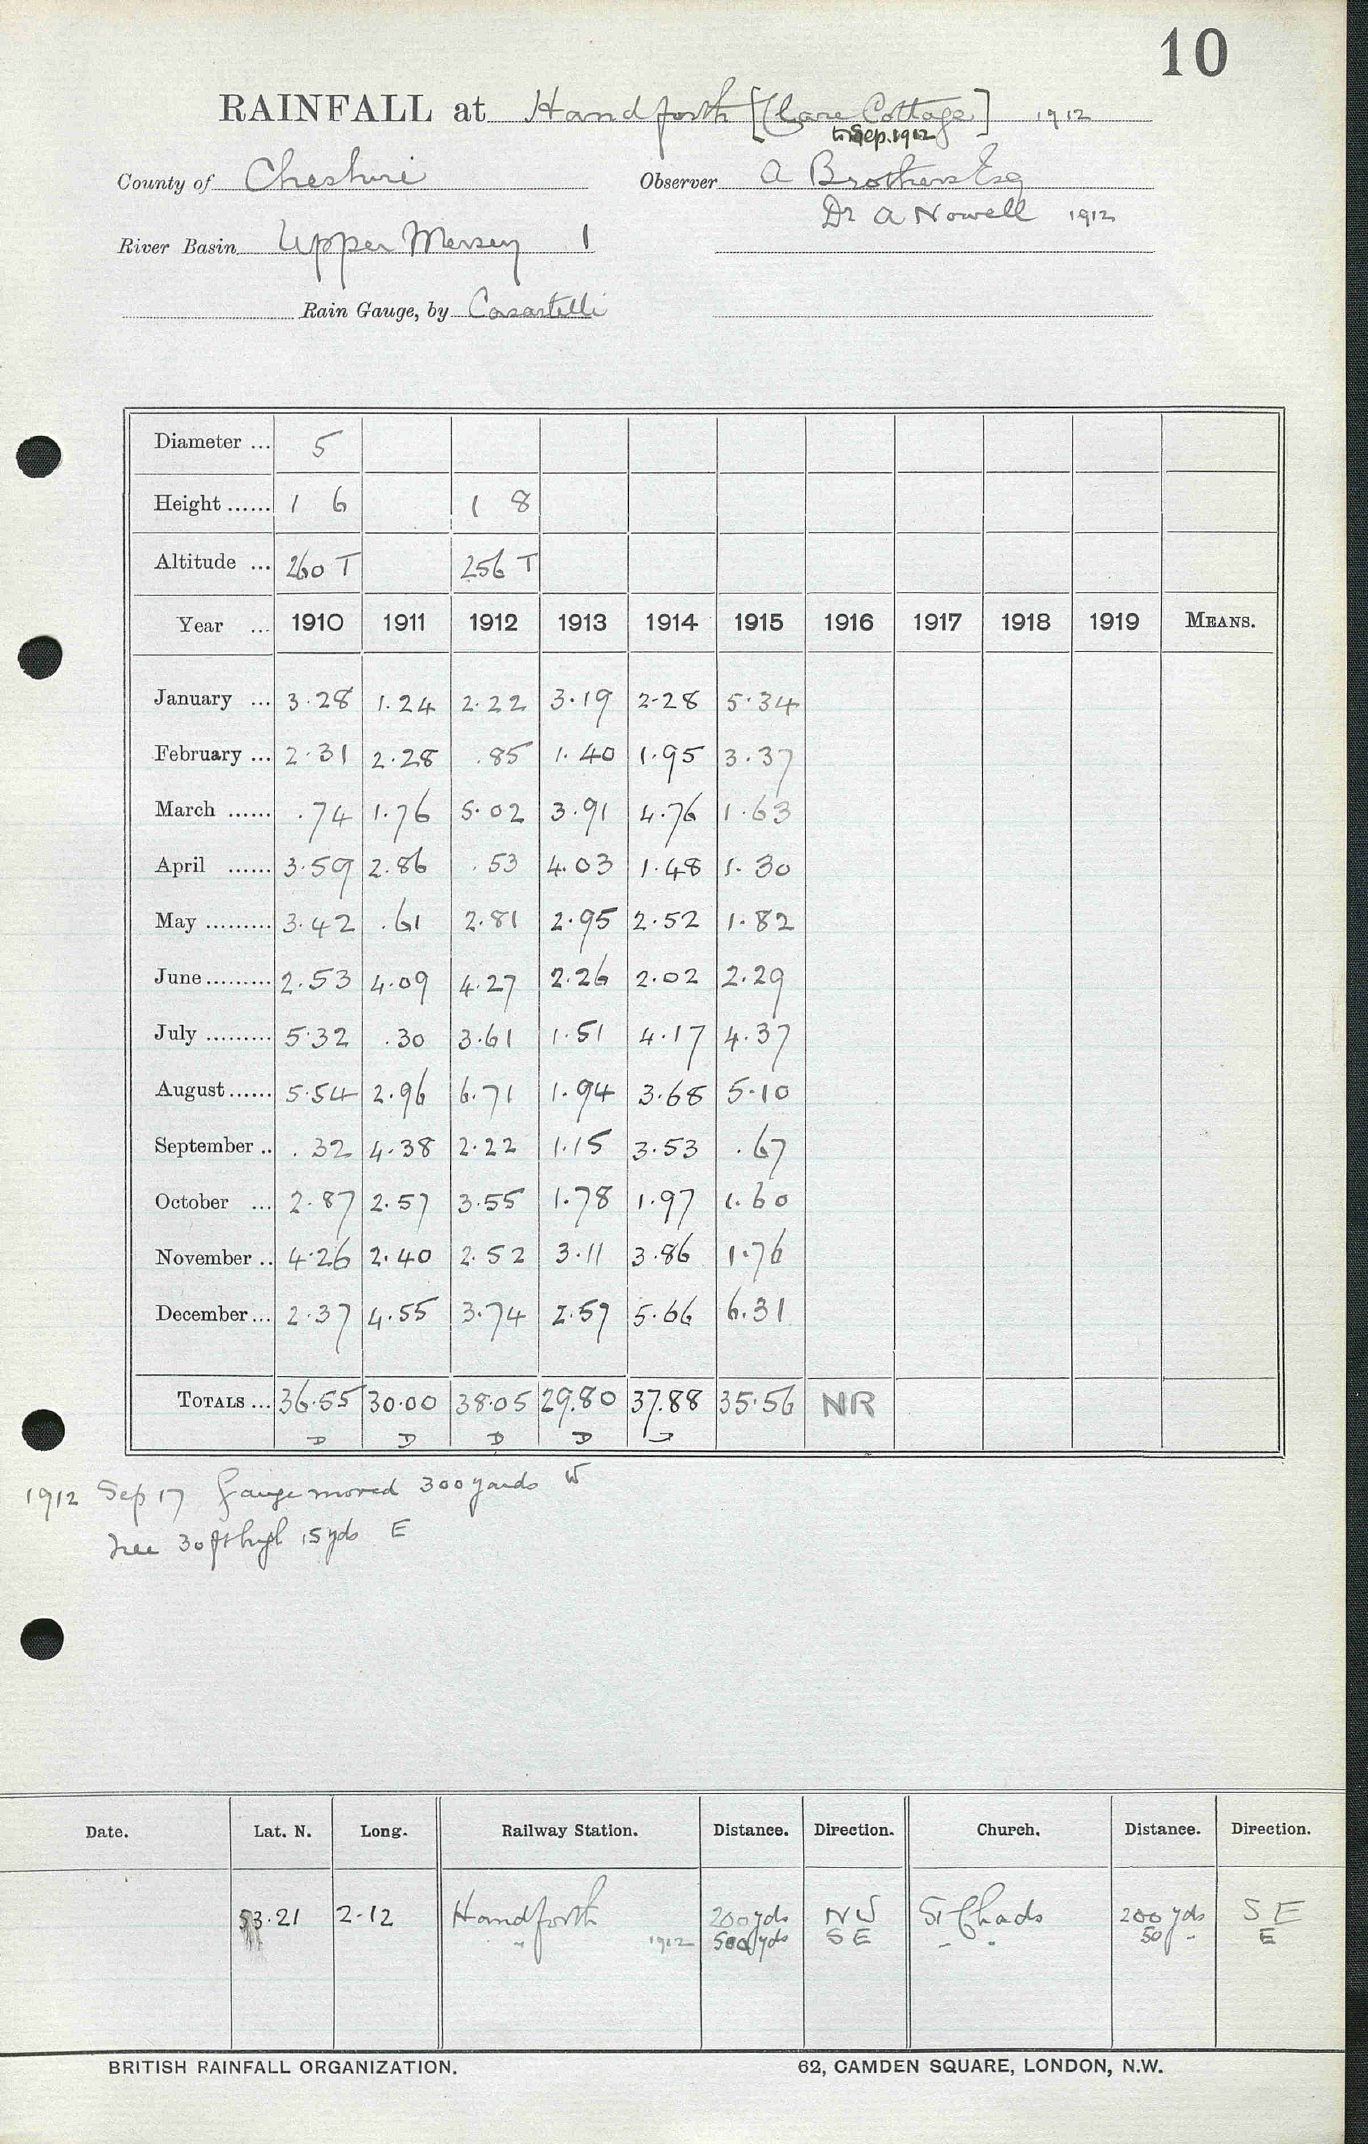 10
RAINFALL at Handforth [Clare Cottage] 1912
to Sep. 1912
County of Cheshire Observer A Brothers Esq
Dr A Nowell 1912
River Basin Upper Mersey 1
Rain Gauge, by Casartelli
Diameter ... 5
Height ...... 1 6 1 8
Altitude ... 260 T 256 T
Year ... 1910 1911 1912 1913 1914 1915 1916 1917 1918 1919 MEANS.
January ... 3.28 1.24 2.22 3.19 2.28 5.34
February ... 2.31 2.28 .85 1.40 1.95 3.37
March ...... .74 1.76 5.02 3.91 4.76 1.63
April ...... 3.59 2.86 .53 4.03 1.48 1.30
May ......... 3.42 .61 2.81 2.95 2.52 1.82
June ......... 2.53 4.09 4.27 2.26 2.02 2.29
July ......... 5.32 .30 3.61 1.51 4.17 4.37
August ...... 5.54 2.96 6.71 1.94 3.68 5.10
September .. .32 4.38 2.22 1.15 3.53 .67
October ... 2.87 2.57 3.55 1.78 1.97 1.60
November .. 4.26 2.40 2.52 3.11 3.86 1.76
December ... 2.37 4.55 3.74 2.57 5.66 6.31
TOTALS ... 36.55 30.00 38.05 29.80 37.88 35.56 NR
D D D D
1912 Sep 17 Gauge moved 300 yards W
Tree 30 ft high 15 yds E
Date. Lat. N. Long. Railway Station. Distance. Direction. Church. Distance. Direction.
53.21 2.12 Handforth 200 yds NW St Chads 200 yds SE
" 1912 500 yds SE " " 50 " E
BRITISH RAINFALL ORGANIZATION. 62, CAMDEN SQUARE, LONDON, N.W.